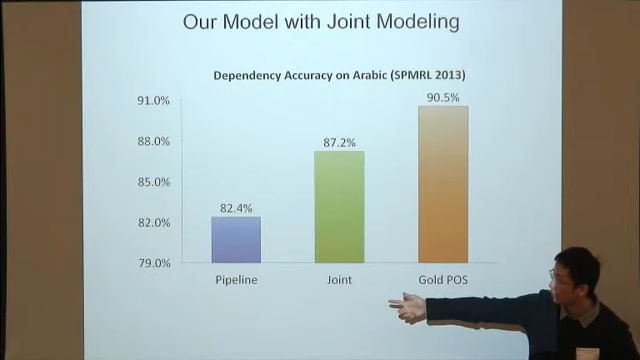 Our Model with Joint Modeling
Dependency Accuracy on Arabic (SPMRL 2013)
91.0%
88.0%
85.0%
82.0%
79.0%
82.4%
87.2%
90.5%
Pipeline
Joint
Gold POS